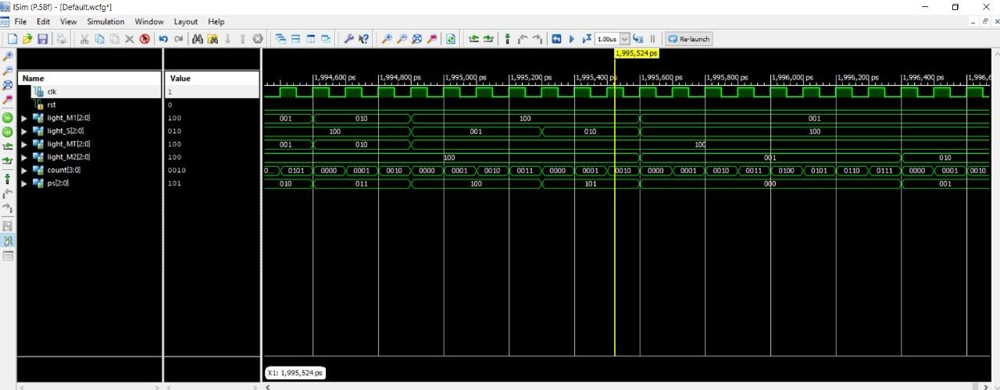 ISim (P.58f) - [Default.wcfg*]
File Edit View Simulation Window Layout Help
1.00us Re-launch
1,995,524 ps
Name Value
1,994,600 ps 1,994,800 ps 1,995,000 ps 1,995,200 ps 1,995,400 ps 1,995,600 ps 1,995,800 ps 1,996,000 ps 1,996,200 ps 1,996,400 ps 1,996,6
clk 1
rst 0
light_M1[2:0] 100 001 010 100 001
light_S[2:0] 010 100 001 010 100
light_MT[2:0] 100 001 010 100
light_M2[2:0] 100 100 001 010
count[3:0] 0010 0... 0101 0000 0001 0010 0000 0001 0010 0011 0000 0001 0010 0000 0001 0010 0011 0100 0101 0110 0111 0000 0001 0010
ps[2:0] 101 010 011 100 101 000 001
X1: 1,995,524 ps